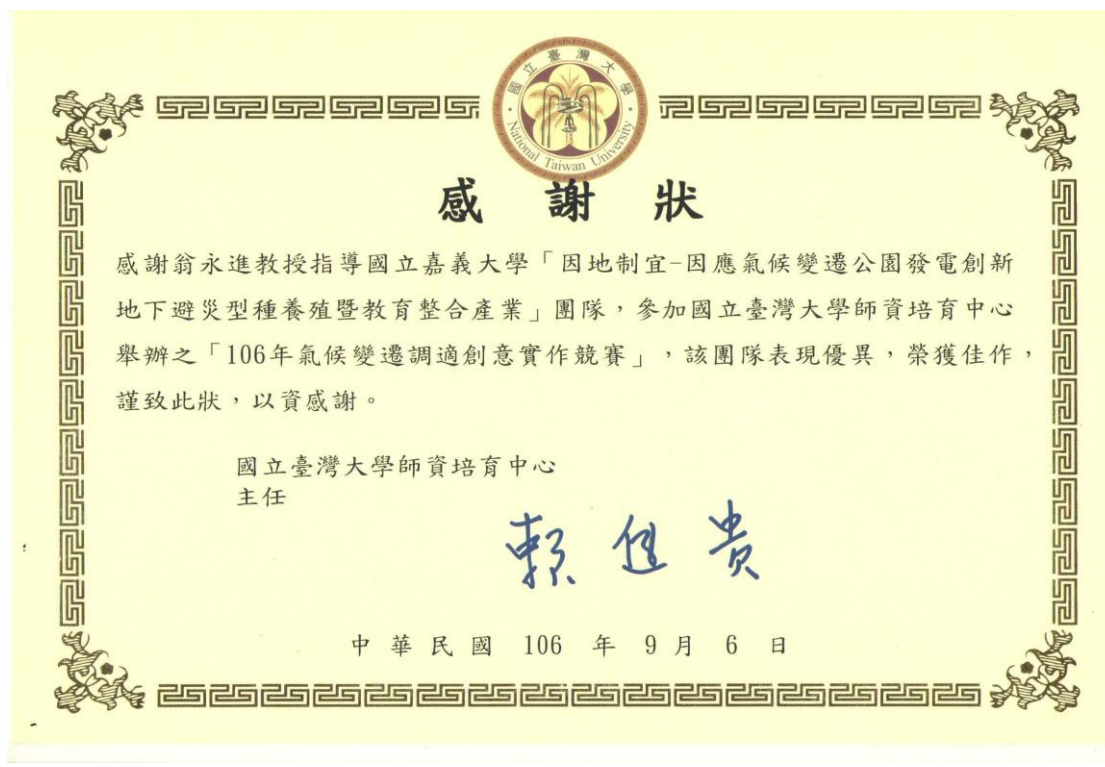 國立臺灣大學
National Taiwan University
感謝狀
感謝翁永進教授指導國立嘉義大學「因地制宜-因應氣候變遷公園發電創新
地下避災型種養殖暨教育整合產業」團隊,參加國立臺灣大學師資培育中心
舉辦之「106年氣候變遷調適創意實作競賽」,該團隊表現優異,榮獲佳作,
謹致此狀,以資感謝。
國立臺灣大學師資培育中心
主任
賴進貴
中華民國 106 年 9 月 6 日